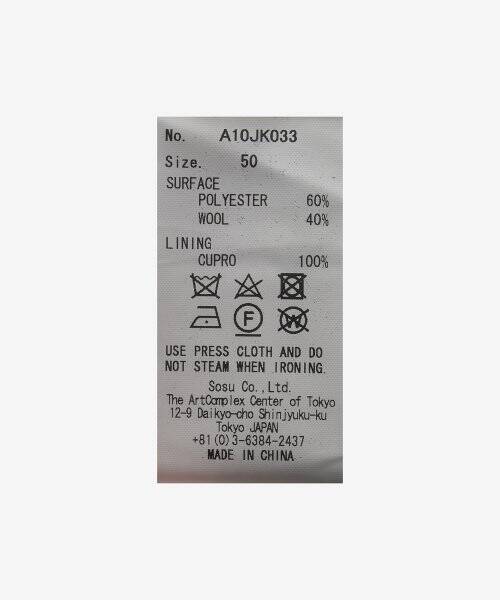 No. A10JK033
Size. 50
SURFACE
POLYESTER 60%
WOOL 40%
LINING
CUPRO 100%
F W
USE PRESS CLOTH AND DO
NOT STEAM WHEN IRONING.
Sosu Co.,Ltd.
The ArtComplex Center of Tokyo
12-9 Daikyo-cho Shinjyuku-ku
Tokyo JAPAN
+81(0)3-6384-2437
MADE IN CHINA